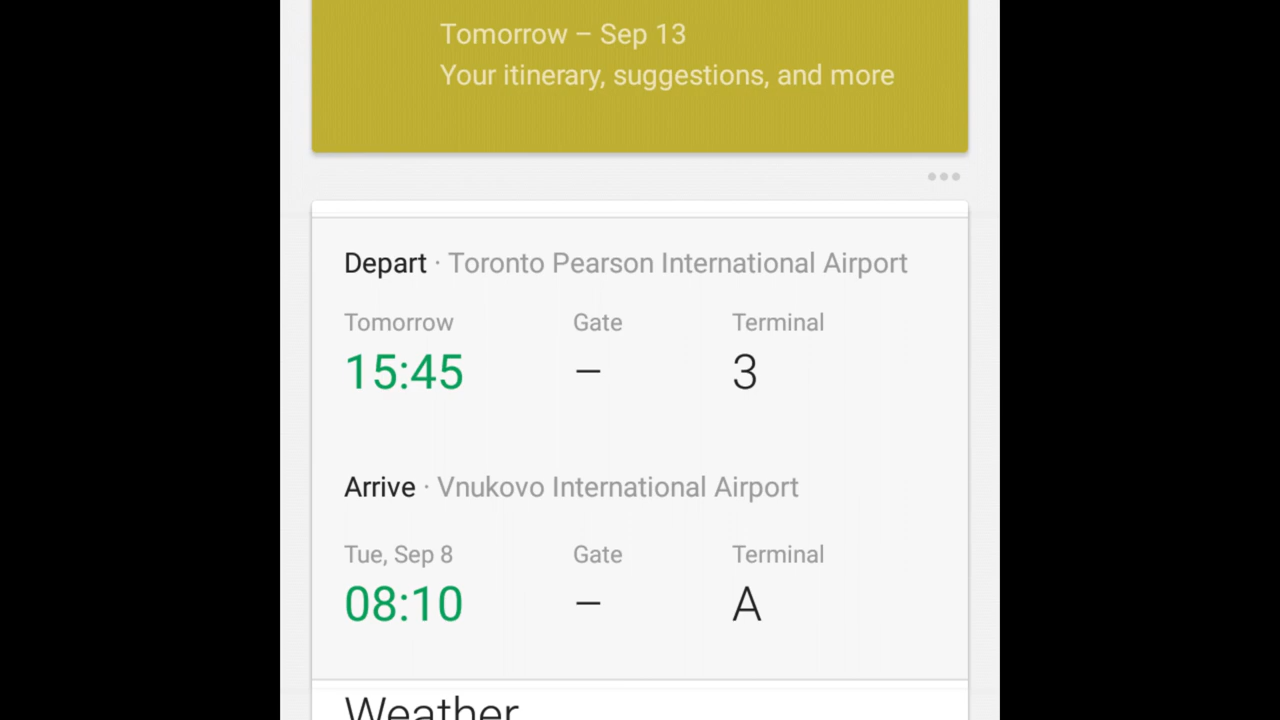 Tomorrow – Sep 13
Your itinerary, suggestions, and more
Depart · Toronto Pearson International Airport
Tomorrow Gate Terminal
15:45 – 3
Arrive · Vnukovo International Airport
Tue, Sep 8 Gate Terminal
08:10 – A
Weather